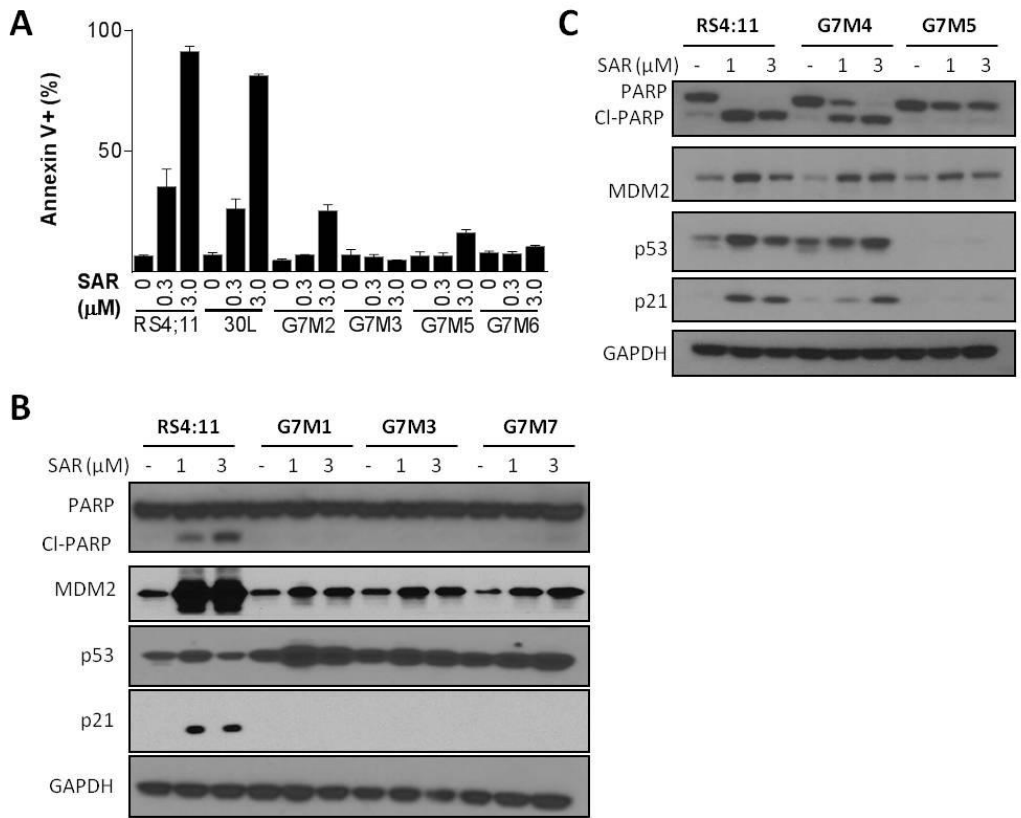 A
100
50
Annexin V+ (%)
SAR 0 0.3 3.0 0 0.3 3.0 0 0.3 3.0 0 0.3 3.0 0 0.3 3.0 0 0.3 3.0
(µM)
RS4;11 30L G7M2 G7M3 G7M5 G7M6
B
RS4:11 G7M1 G7M3 G7M7
SAR (µM) - 1 3 - 1 3 - 1 3 - 1 3
PARP
Cl-PARP
MDM2
p53
p21
GAPDH
C
RS4:11 G7M4 G7M5
SAR (µM) - 1 3 - 1 3 - 1 3
PARP
Cl-PARP
MDM2
p53
p21
GAPDH